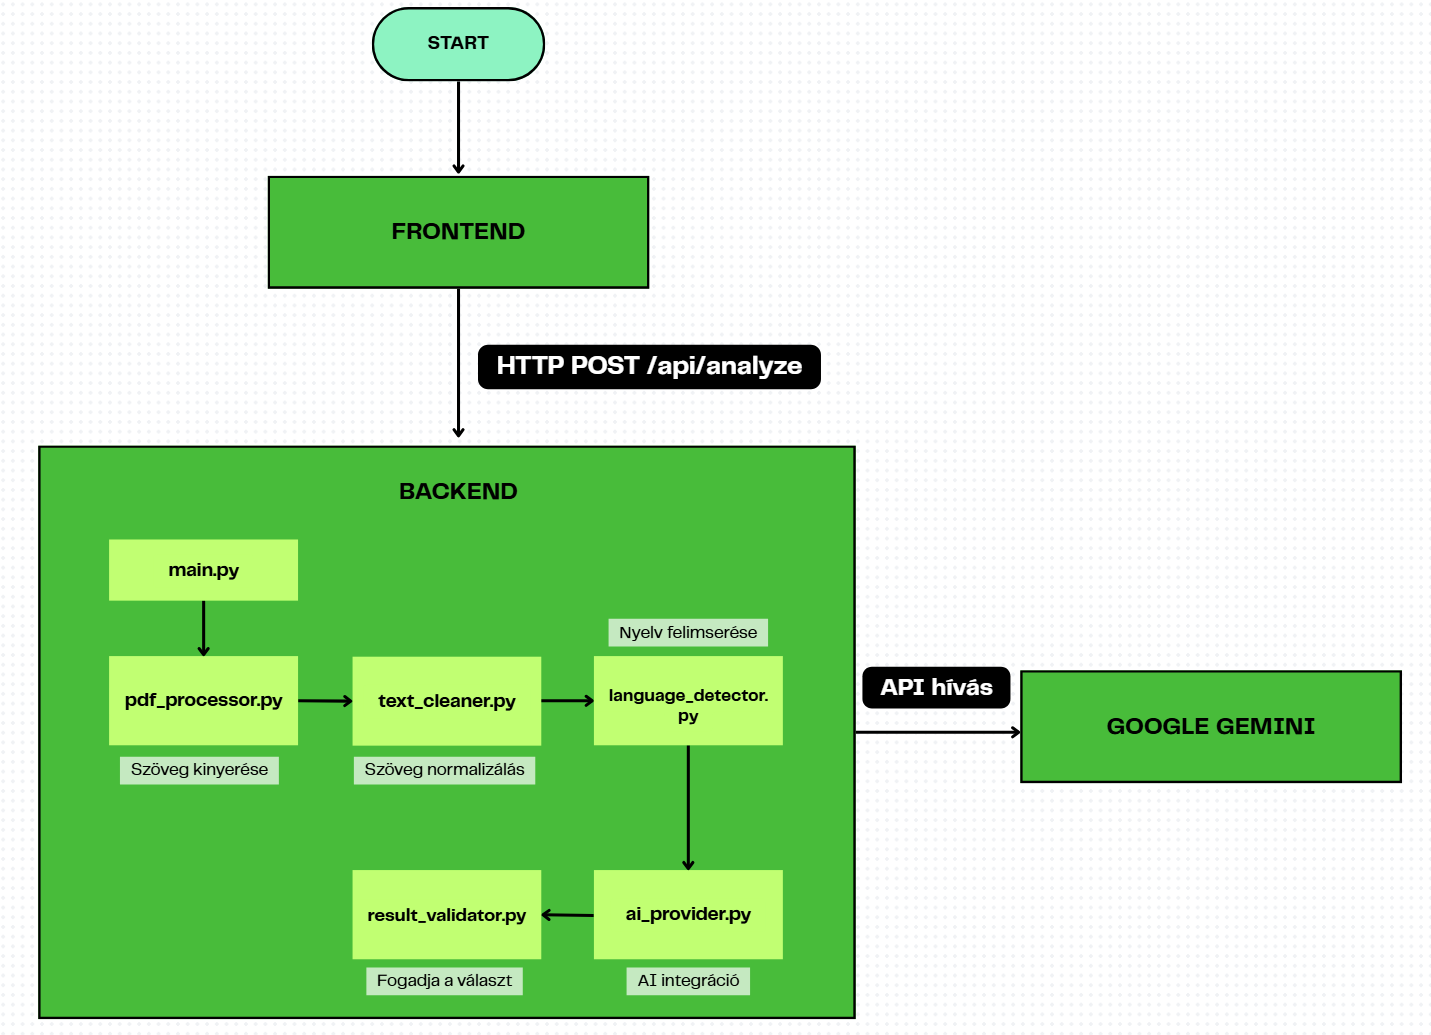 START
FRONTEND
HTTP POST /api/analyze
BACKEND
main.py
Nyelv felimserése
pdf_processor.py
text_cleaner.py
language_detector.
py
Szöveg kinyerése
Szöveg normalizálás
API hívás
GOOGLE GEMINI
result_validator.py
ai_provider.py
Fogadja a választ
AI integráció